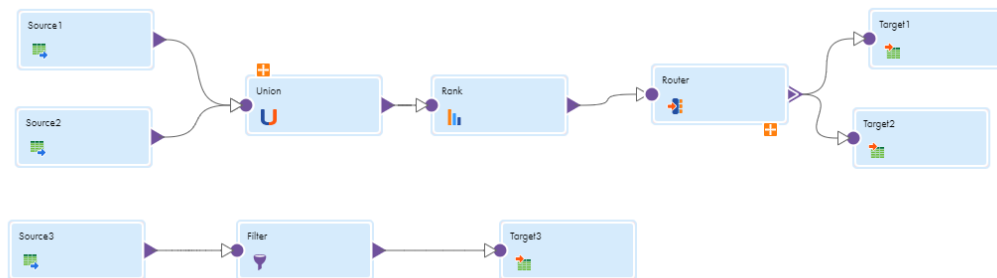 Source1
Target1
Union
Rank
Router
Source2
Target2
Source3
Filter
Target3